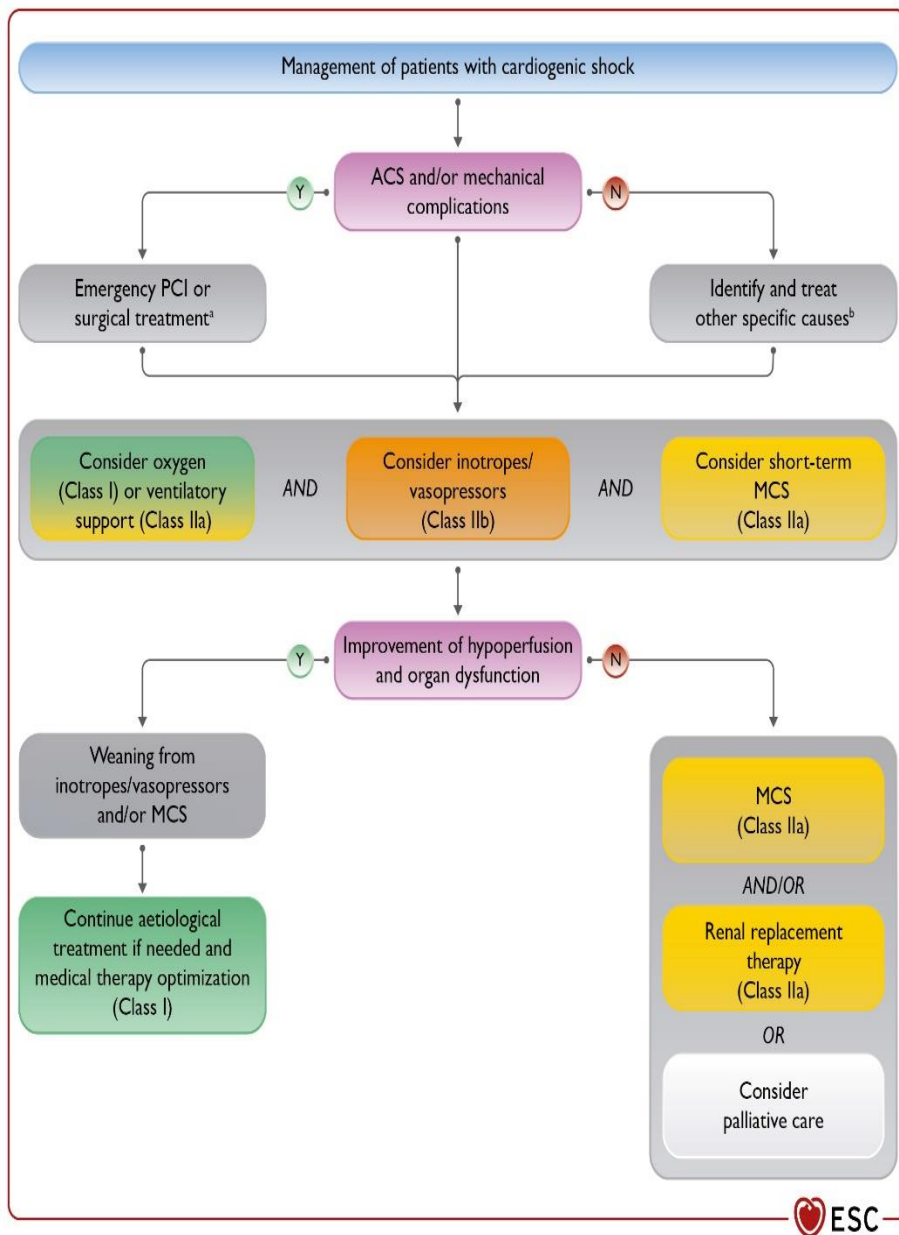 Management of patients with cardiogenic shock
ACS and/or mechanical
complications
Y
N
Emergency PCI or
surgical treatmentᵃ
Identify and treat
other specific causesᵇ
Consider oxygen
(Class I) or ventilatory
support (Class IIa)
AND
Consider inotropes/
vasopressors
(Class IIb)
AND
Consider short-term
MCS
(Class IIa)
Improvement of hypoperfusion
and organ dysfunction
Y
N
Weaning from
inotropes/vasopressors
and/or MCS
Continue aetiological
treatment if needed and
medical therapy optimization
(Class I)
MCS
(Class IIa)
AND/OR
Renal replacement
therapy
(Class IIa)
OR
Consider
palliative care
ESC